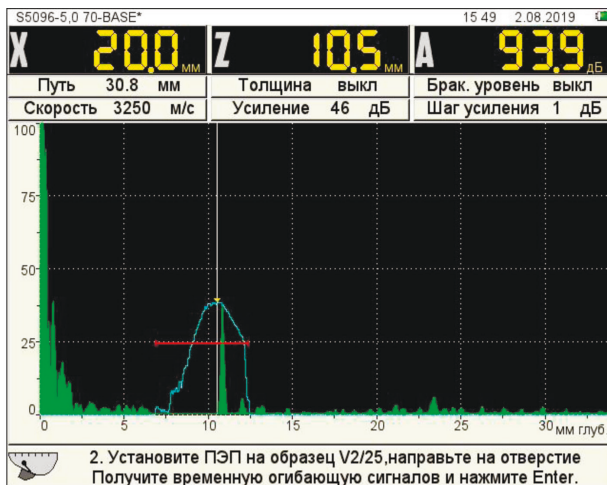 S5096-5,0 70-BASE* 15 49 2.08.2019
X 20.0 мм Z 10.5 мм A 93.9 дБ
Путь 30.8 мм Толщина выкл Брак. уровень выкл
Скорость 3250 м/с Усиление 46 дБ Шаг усиления 1 дБ
100
75
50
25
0
0 5 10 15 20 25 30 мм глуб
2. Установите ПЭП на образец V2/25,направьте на отверстие
Получите временную огибающую сигналов и нажмите Enter.